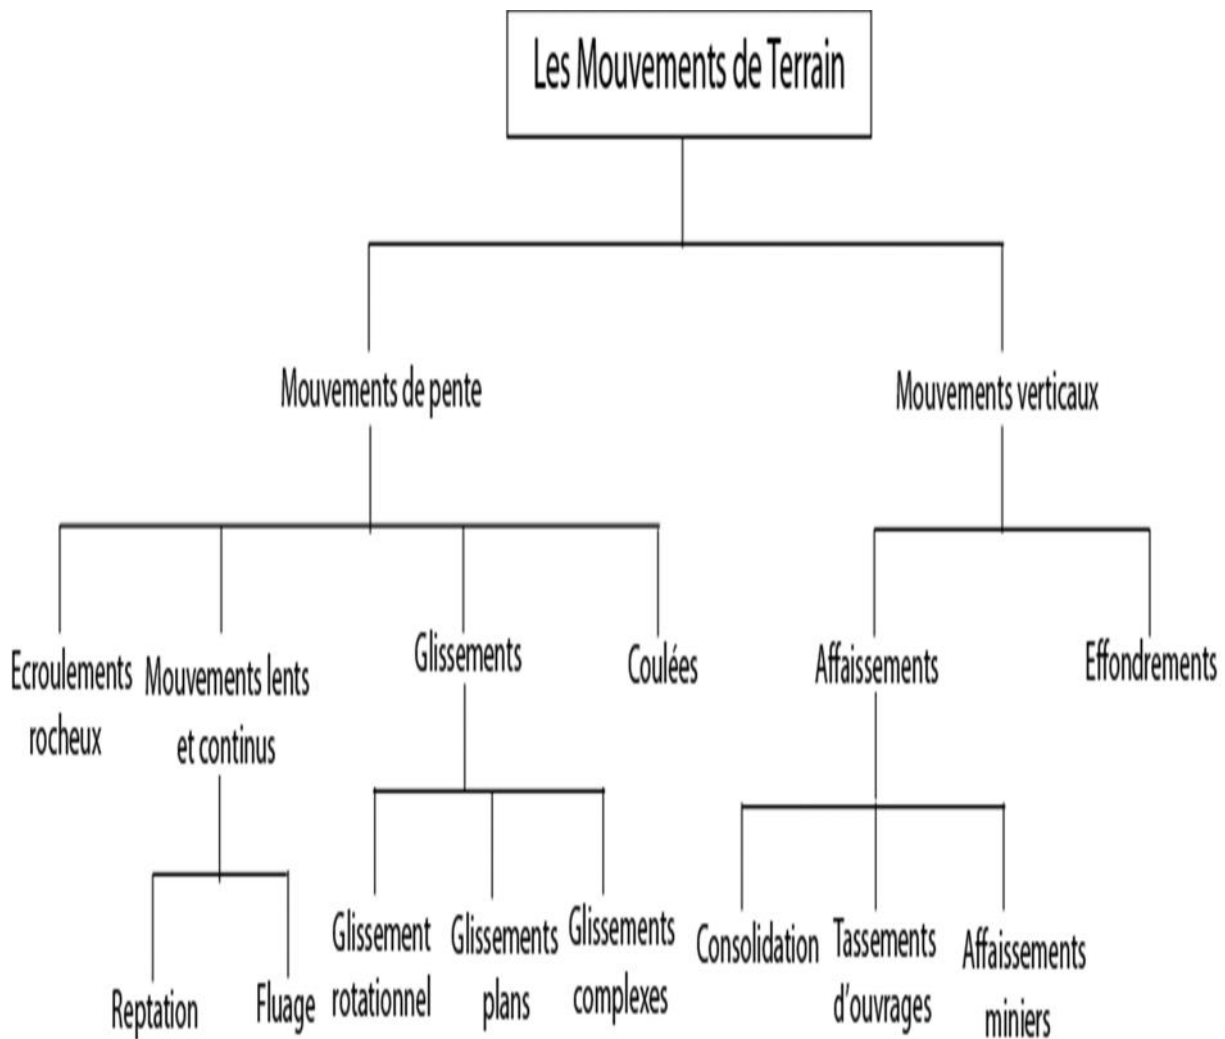 Les Mouvements de Terrain
Mouvements de pente
Mouvements verticaux
Ecroulements
rocheux
Mouvements lents
et continus
Glissements
Coulées
Affaissements
Effondrements
Reptation
Fluage
Glissement
rotationnel
Glissements
plans
Glissements
complexes
Consolidation
Tassements
d'ouvrages
Affaissements
miniers